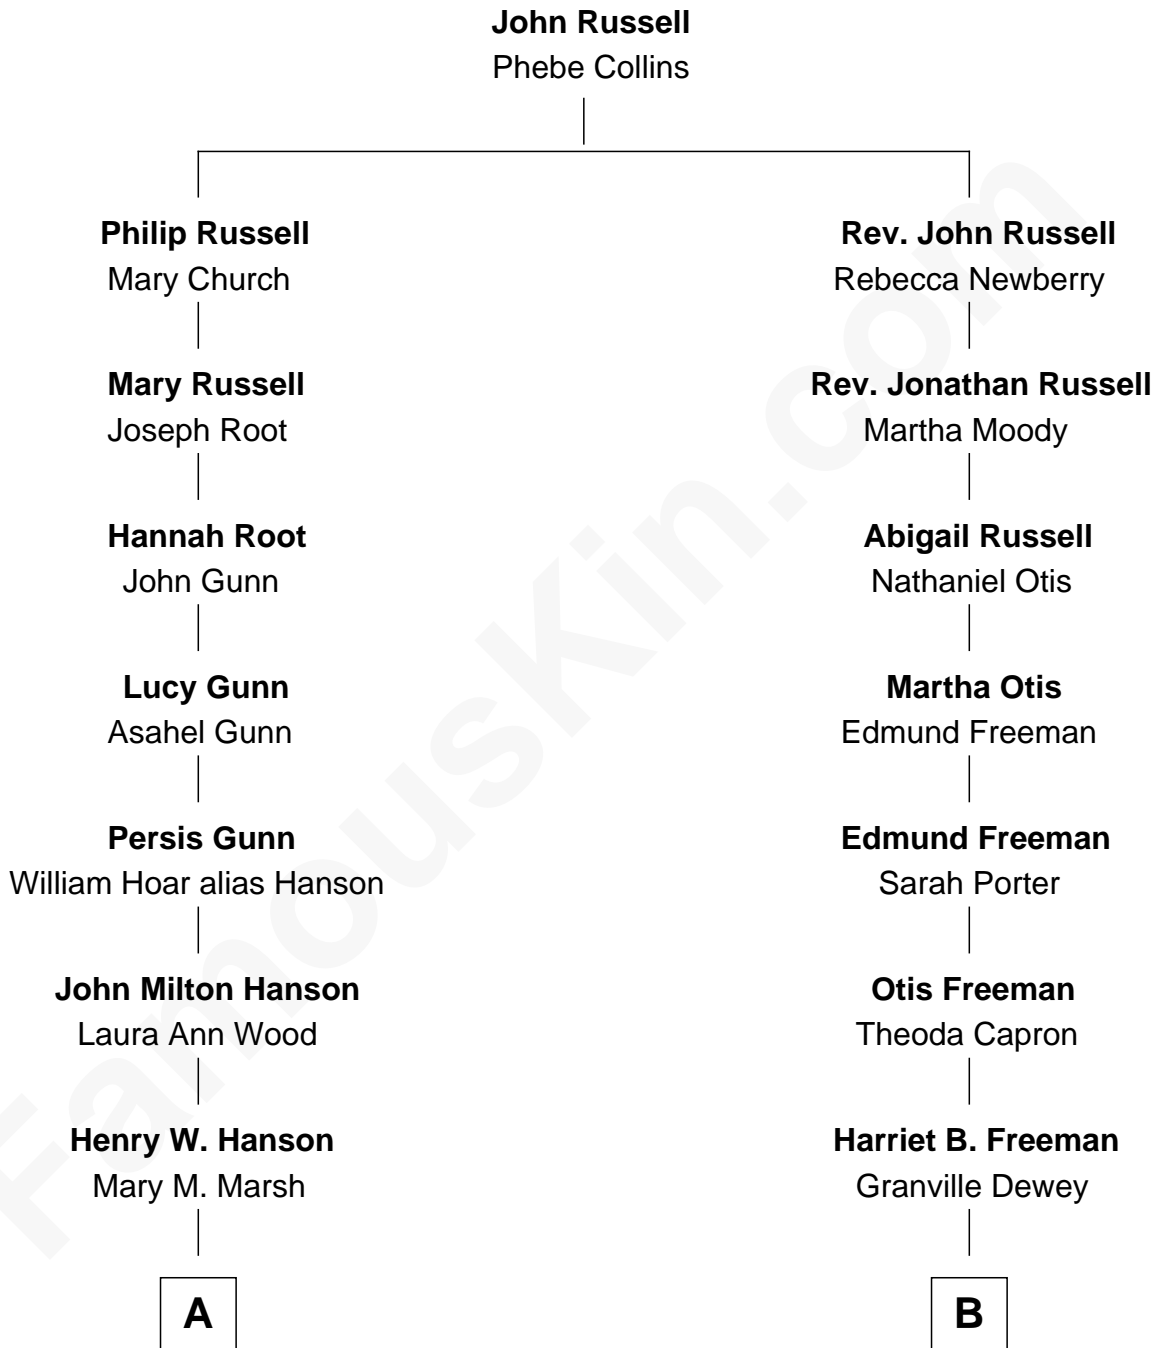 John Russell
Phebe Collins
Philip Russell
Mary Church
Mary Russell
Joseph Root
Hannah Root
John Gunn
Lucy Gunn
Asahel Gunn
Persis Gunn
William Hoar alias Hanson
John Milton Hanson
Laura Ann Wood
Henry W. Hanson
Mary M. Marsh
A
Rev. John Russell
Rebecca Newberry
Rev. Jonathan Russell
Martha Moody
Abigail Russell
Nathaniel Otis
Martha Otis
Edmund Freeman
Edmund Freeman
Sarah Porter
Otis Freeman
Theoda Capron
Harriet B. Freeman
Granville Dewey
B
FamousKin.com